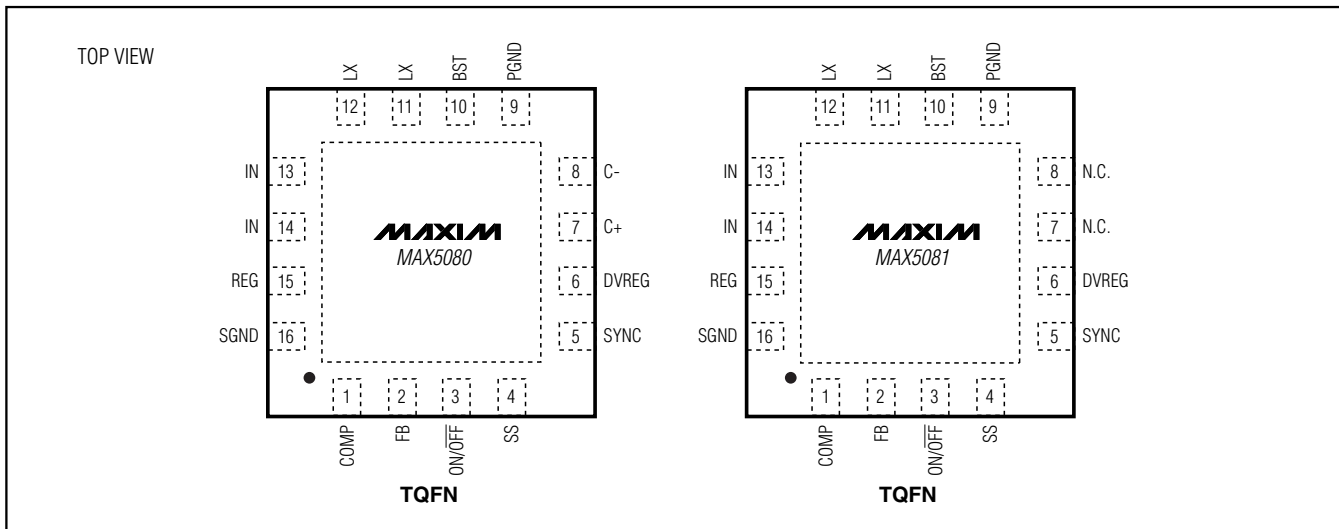 TOP VIEW
LX LX BST PGND
12 11 10 9
IN 13 8 C-
IN 14 7 C+
MAXIM
MAX5080
REG 15 6 DVREG
SGND 16 5 SYNC
1 2 3 4
COMP FB ON/OFF SS
TQFN
LX LX BST PGND
12 11 10 9
IN 13 8 N.C.
IN 14 7 N.C.
MAXIM
MAX5081
REG 15 6 DVREG
SGND 16 5 SYNC
1 2 3 4
COMP FB ON/OFF SS
TQFN